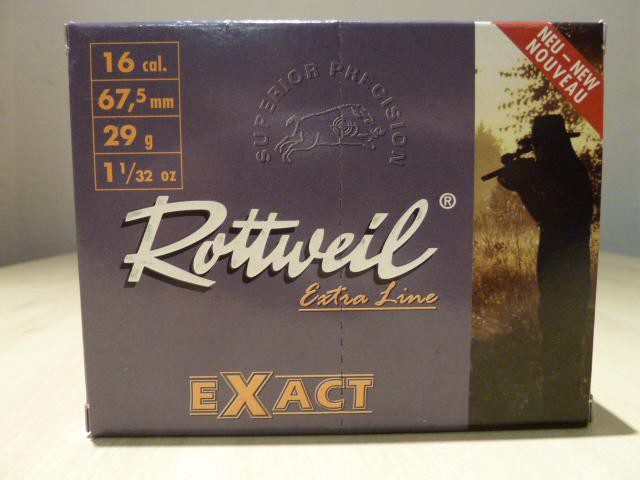 16 cal.
67,5 mm
29 g
1 1/32 oz
SUPERIOR PRECISION
NEU – NEW
NOUVEAU
Rottweil®
Extra Line
EXACT